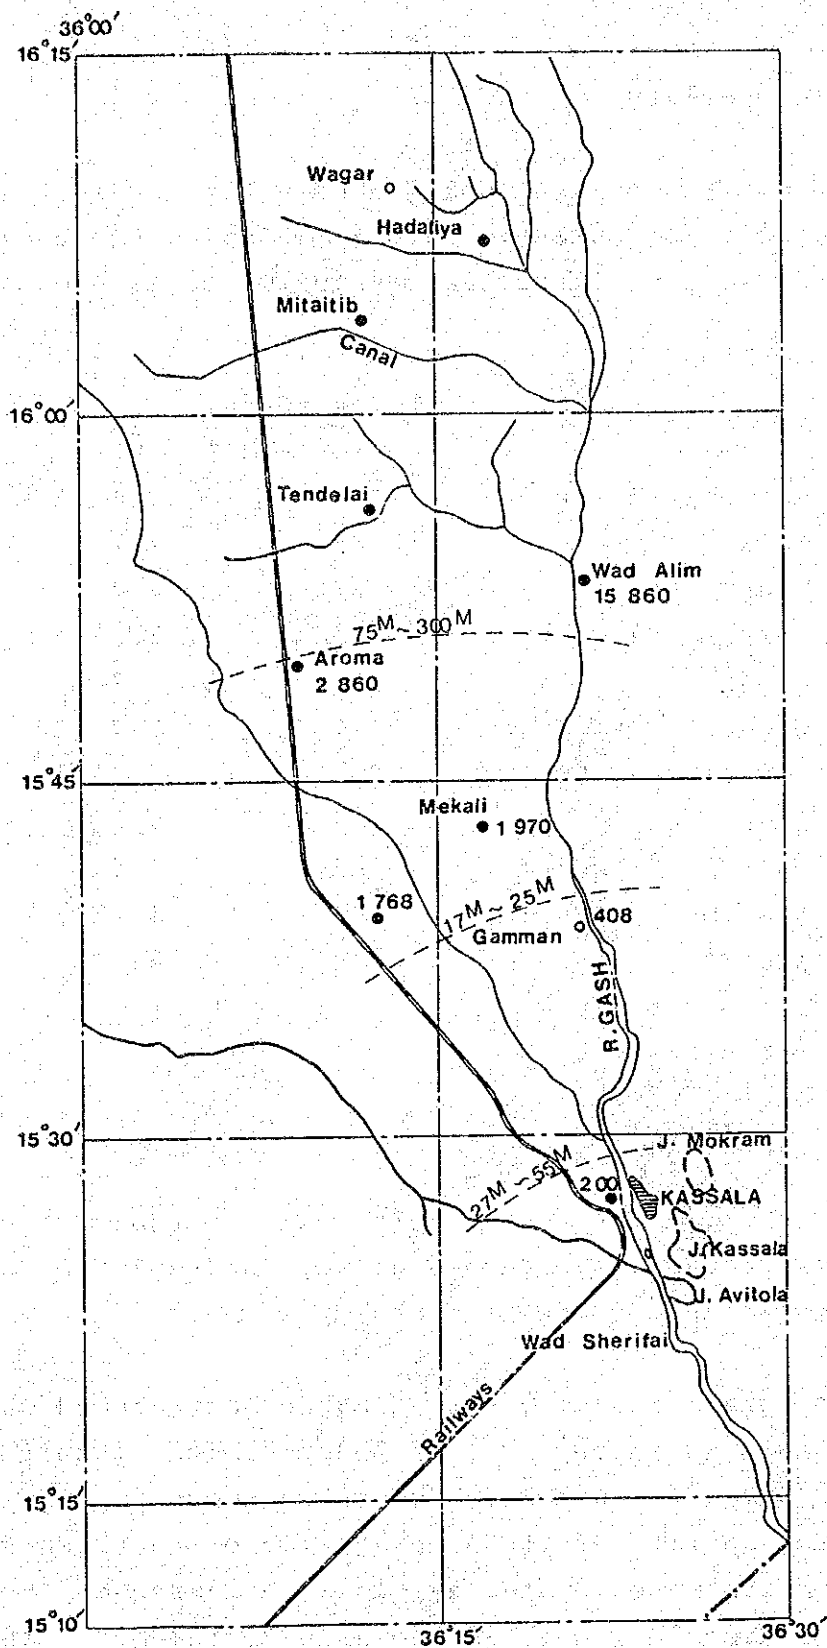 36°00′
16°15′
Wagar
Hadaliya
Mitaitib
Canal
16°00′
Tendelai
Wad Alim
15 860
75M ~ 300M
Aroma
2 860
15°45′
Mekali
1 970
1 768
17M ~ 25M
408
Gamman
R. GASH
15°30′
J. Mokram
27M ~ 55M
200
KASSALA
J. Kassala
J. Avitola
Wad Sherifai
Railways
15°15′
15°10′
36°15′
36°30′